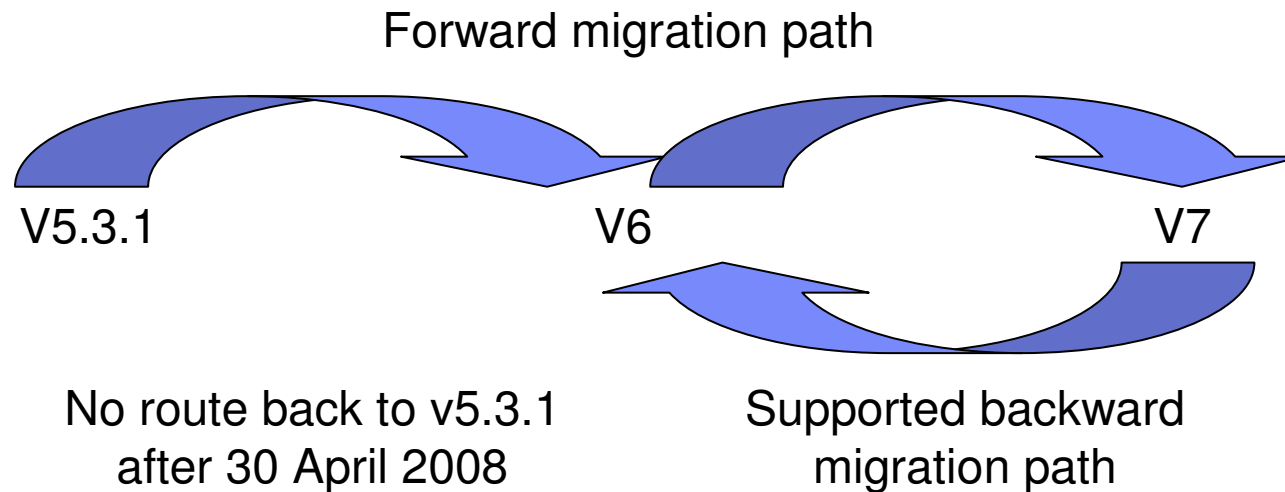 Forward migration path
V5.3.1
V6
V7
No route back to v5.3.1
after 30 April 2008
Supported backward
migration path